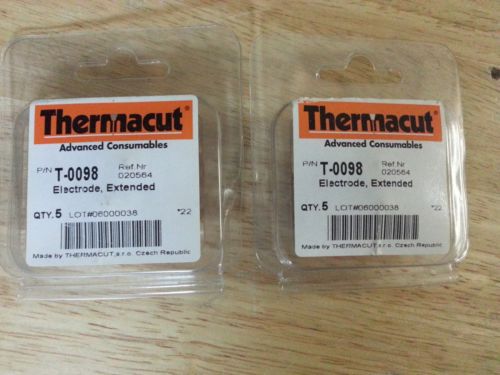 Thermacut®
Advanced Consumables
P/N T-0098 Ref.Nr
020564
Electrode, Extended
QTY. 5 LOT#06000038 *22
Made by THERMACUT,s.r.o. Czech Republic
Thermacut®
Advanced Consumables
P/N T-0098 Ref.Nr
020564
Electrode, Extended
QTY. 5 LOT#06000038 *22
Made by THERMACUT,s.r.o. Czech Republic